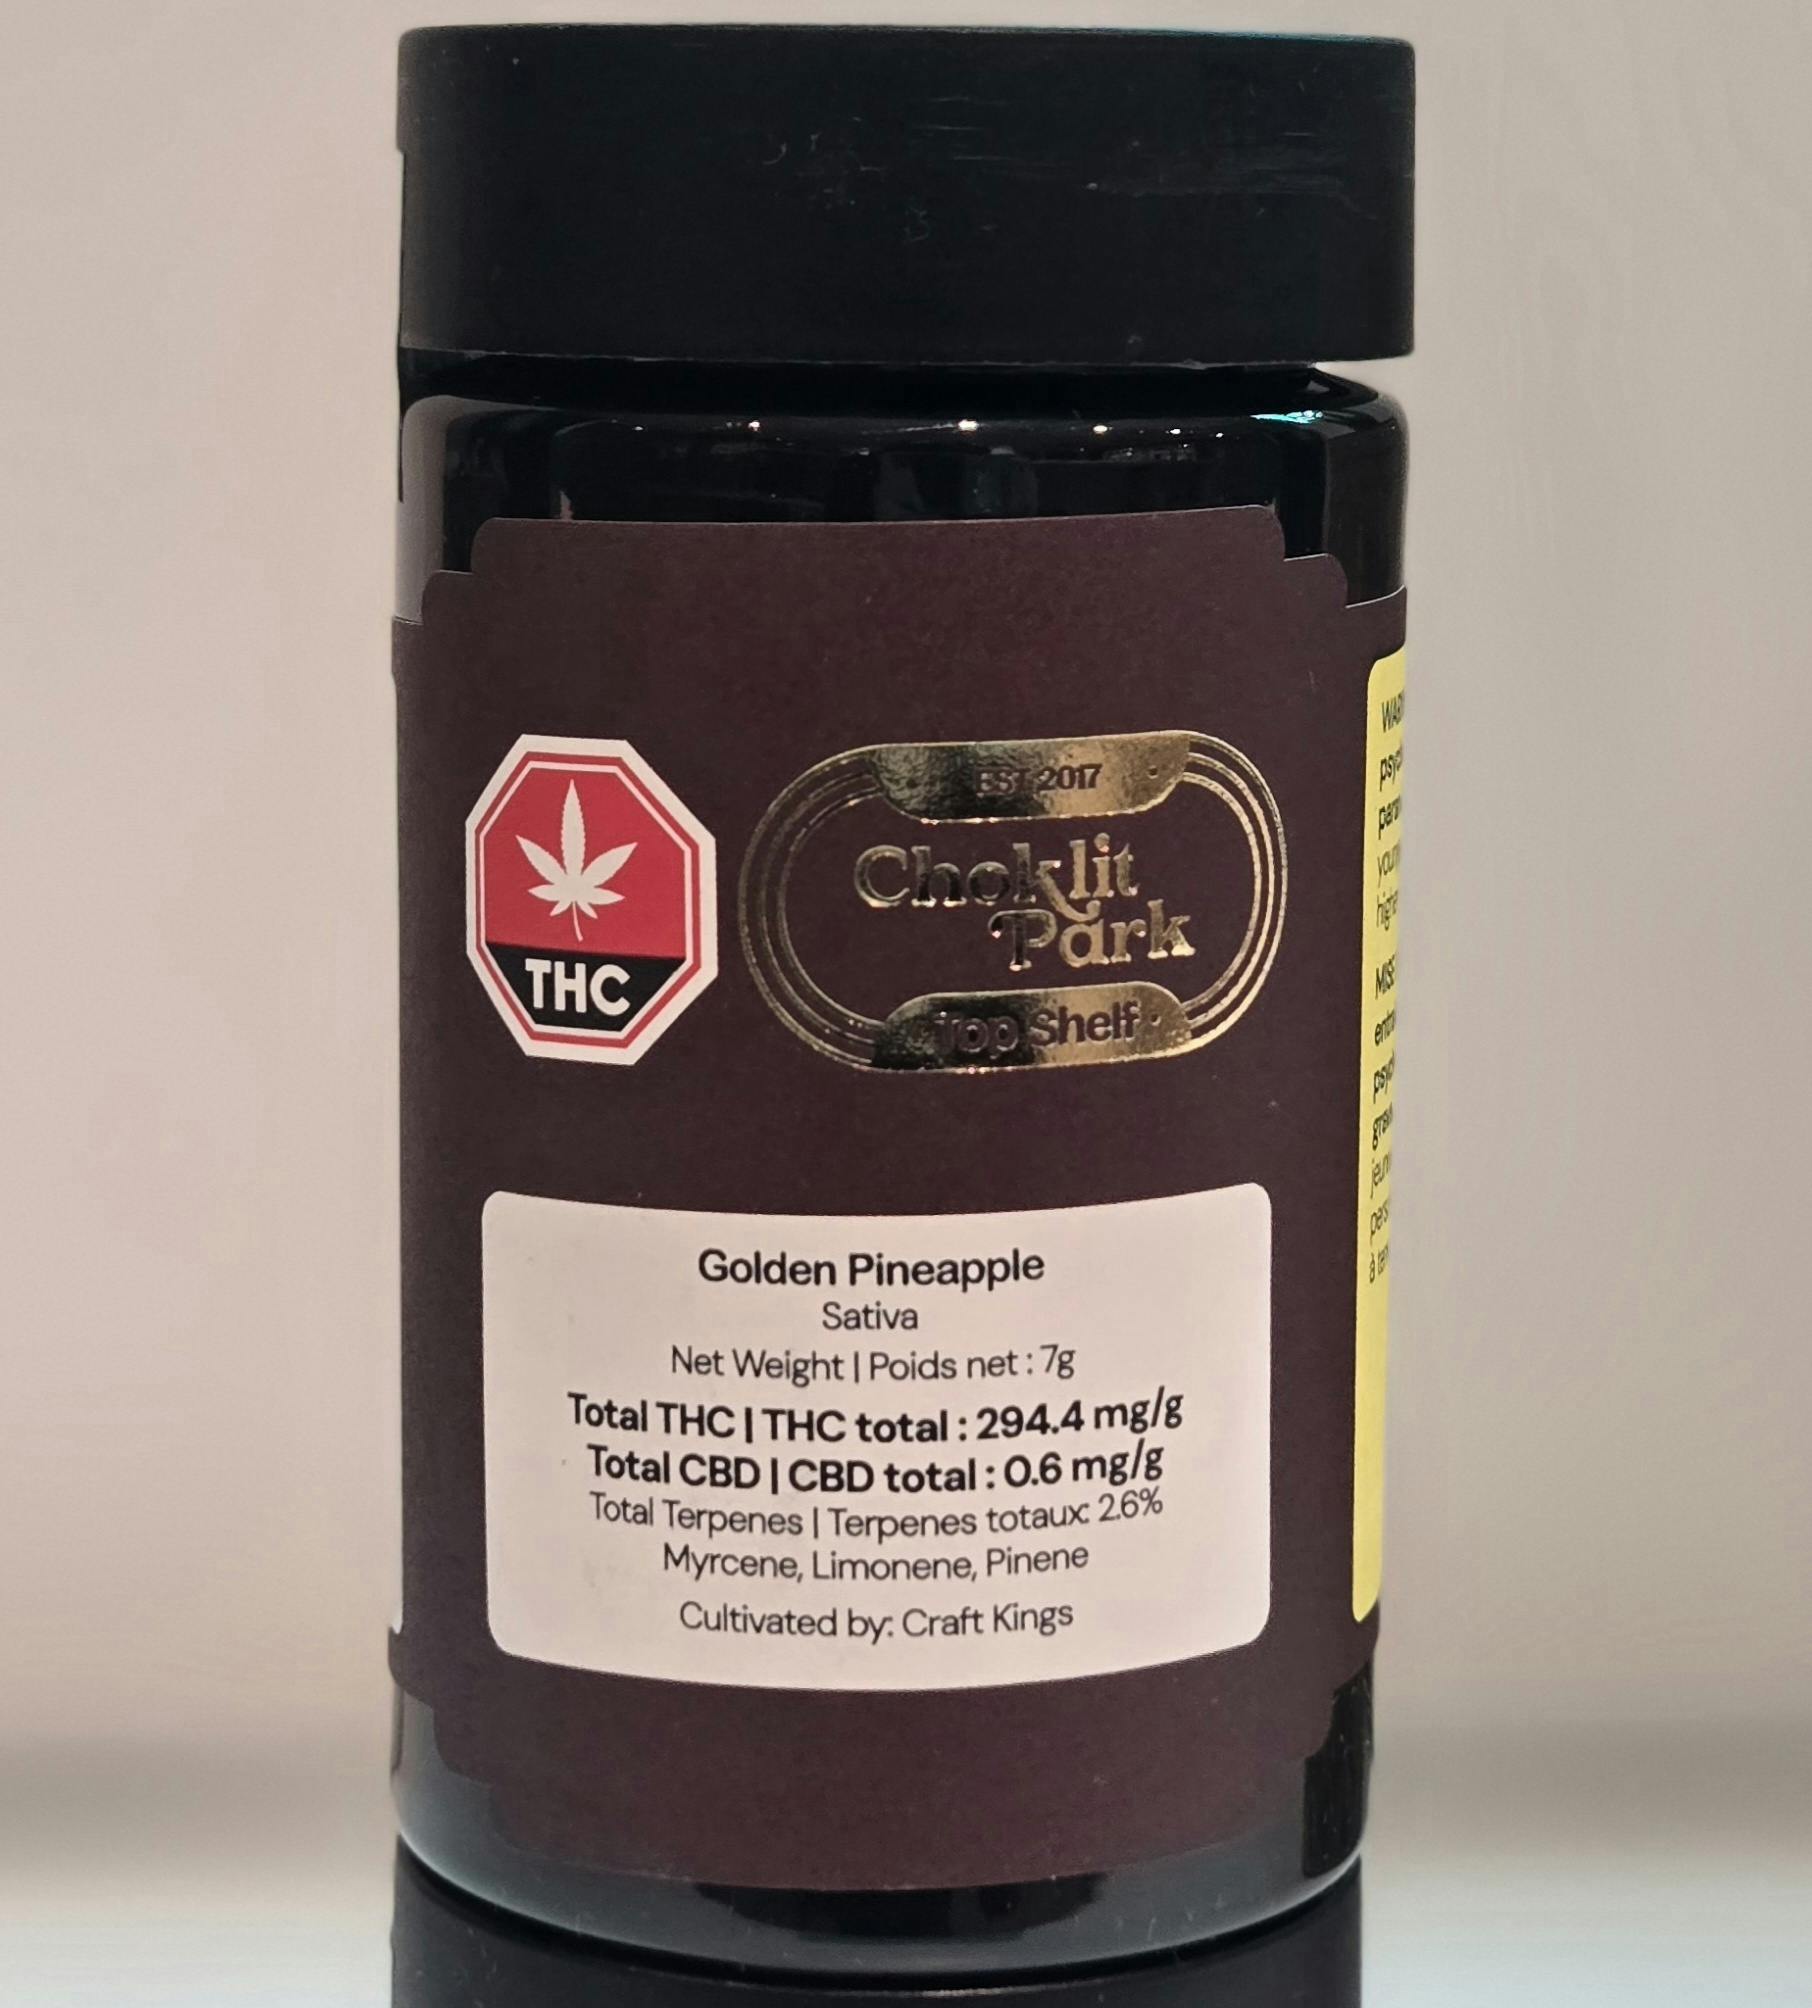 EST 2017
Choklit
Park
Top Shelf
THC
Golden Pineapple
Sativa
Net Weight | Poids net : 7g
Total THC | THC total : 294.4 mg/g
Total CBD | CBD total : 0.6 mg/g
Total Terpenes | Terpenes totaux: 2.6%
Myrcene, Limonene, Pinene
Cultivated by: Craft Kings